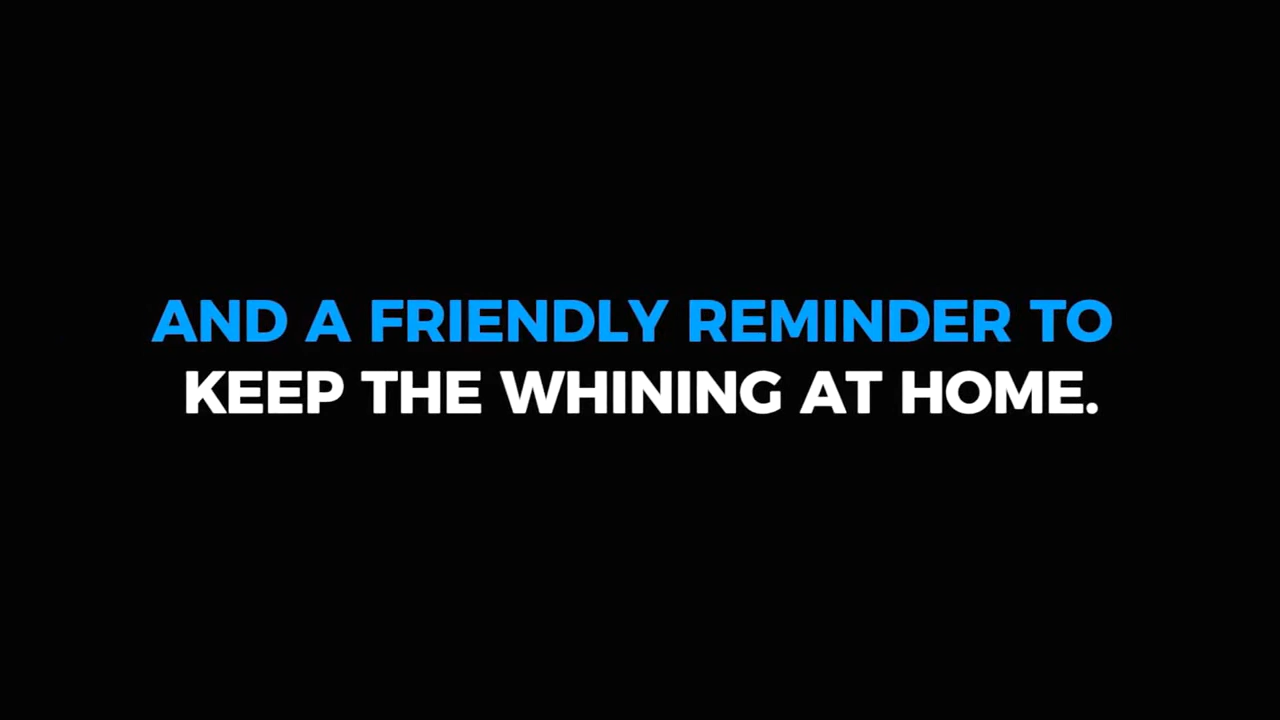 AND A FRIENDLY REMINDER TO
KEEP THE WHINING AT HOME.